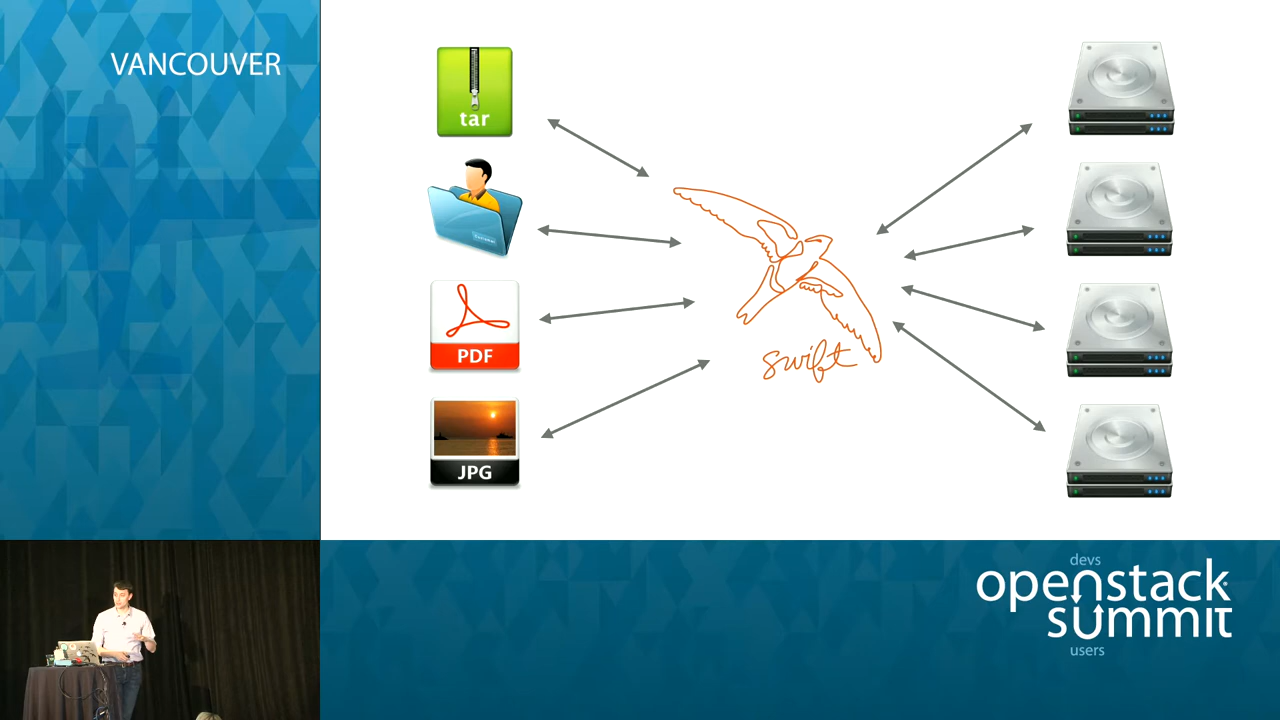 VANCOUVER
tar
PDF
JPG
swift
devs
openstack
summit
users